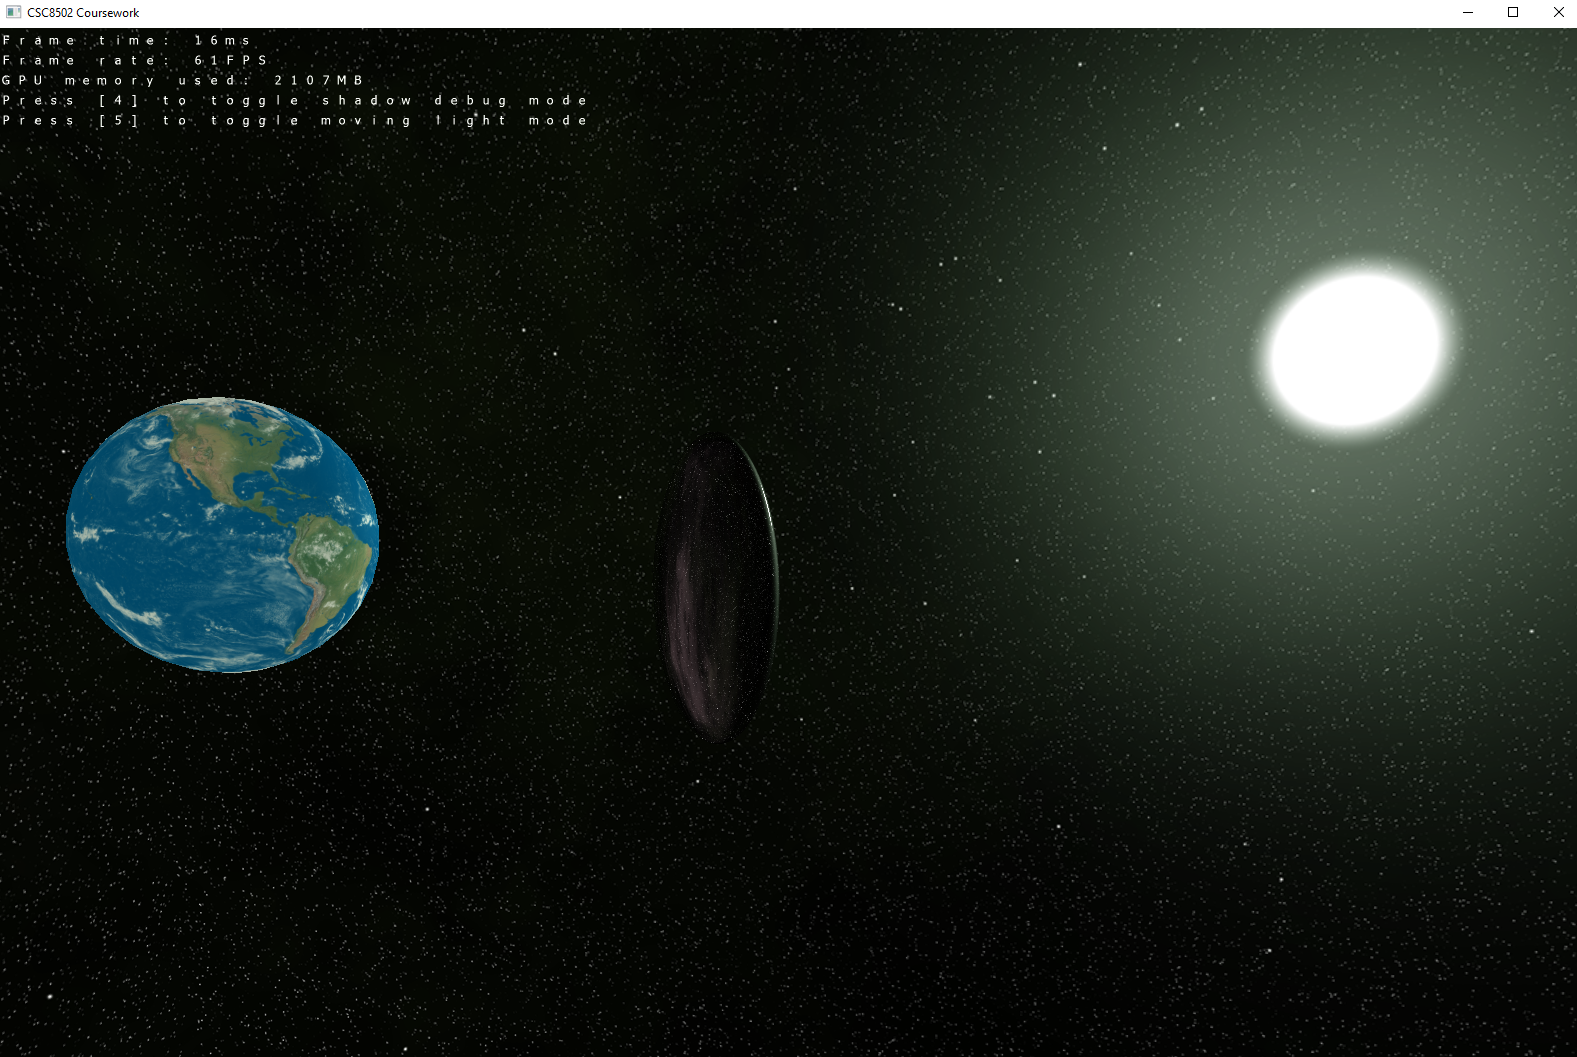 CSC8502 Coursework
Frame time: 16ms
Frame rate: 61FPS
GPU memory used: 2107MB
Press [4] to toggle shadow debug mode
Press [5] to toggle moving light mode